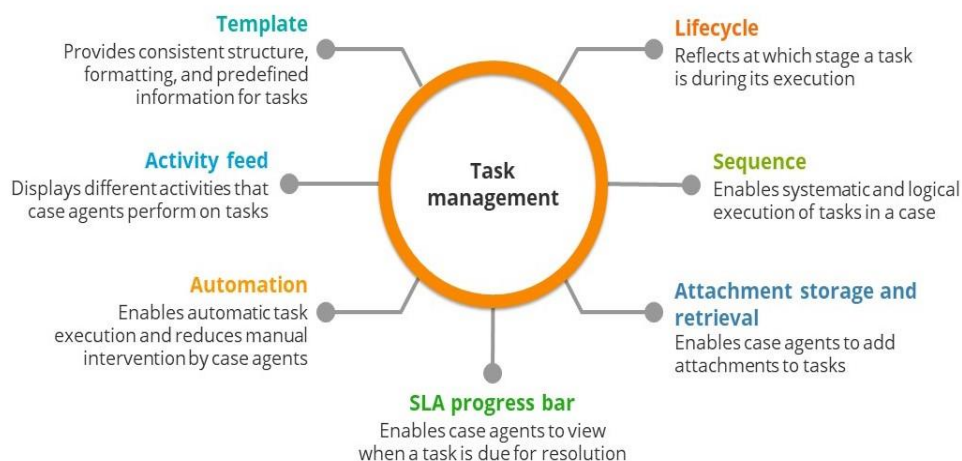 Template
Provides consistent structure,
formatting, and predefined
information for tasks
Lifecycle
Reflects at which stage a task
is during its execution
Activity feed
Displays different activities that
case agents perform on tasks
Task
management
Sequence
Enables systematic and logical
execution of tasks in a case
Automation
Enables automatic task
execution and reduces manual
intervention by case agents
Attachment storage and
retrieval
Enables case agents to add
attachments to tasks
SLA progress bar
Enables case agents to view
when a task is due for resolution